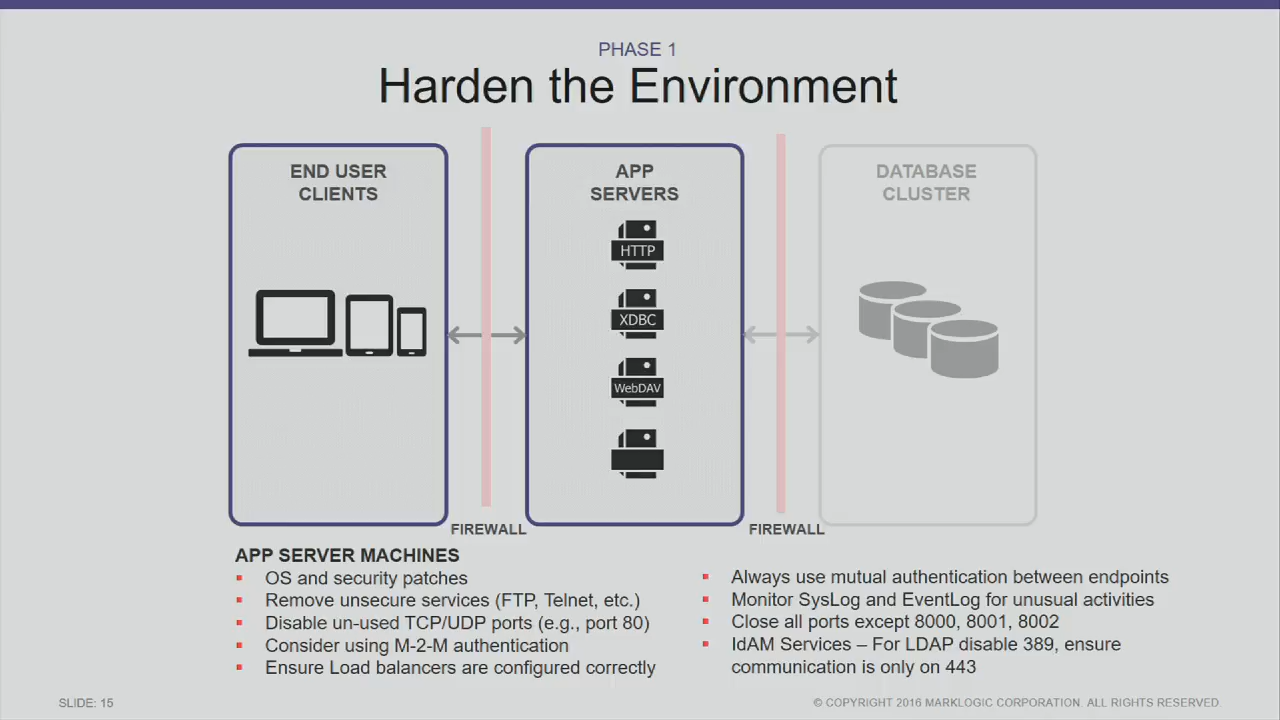 PHASE 1
Harden the Environment
END USER
CLIENTS
APP
SERVERS
DATABASE
CLUSTER
HTTP
XDBC
WebDAV
FIREWALL
FIREWALL
APP SERVER MACHINES
OS and security patches
Remove unsecure services (FTP, Telnet, etc.)
Disable un-used TCP/UDP ports (e.g., port 80)
Consider using M-2-M authentication
Ensure Load balancers are configured correctly
Always use mutual authentication between endpoints
Monitor SysLog and EventLog for unusual activities
Close all ports except 8000, 8001, 8002
IdAM Services – For LDAP disable 389, ensure
communication is only on 443
SLIDE: 15
© COPYRIGHT 2016 MARKLOGIC CORPORATION. ALL RIGHTS RESERVED.